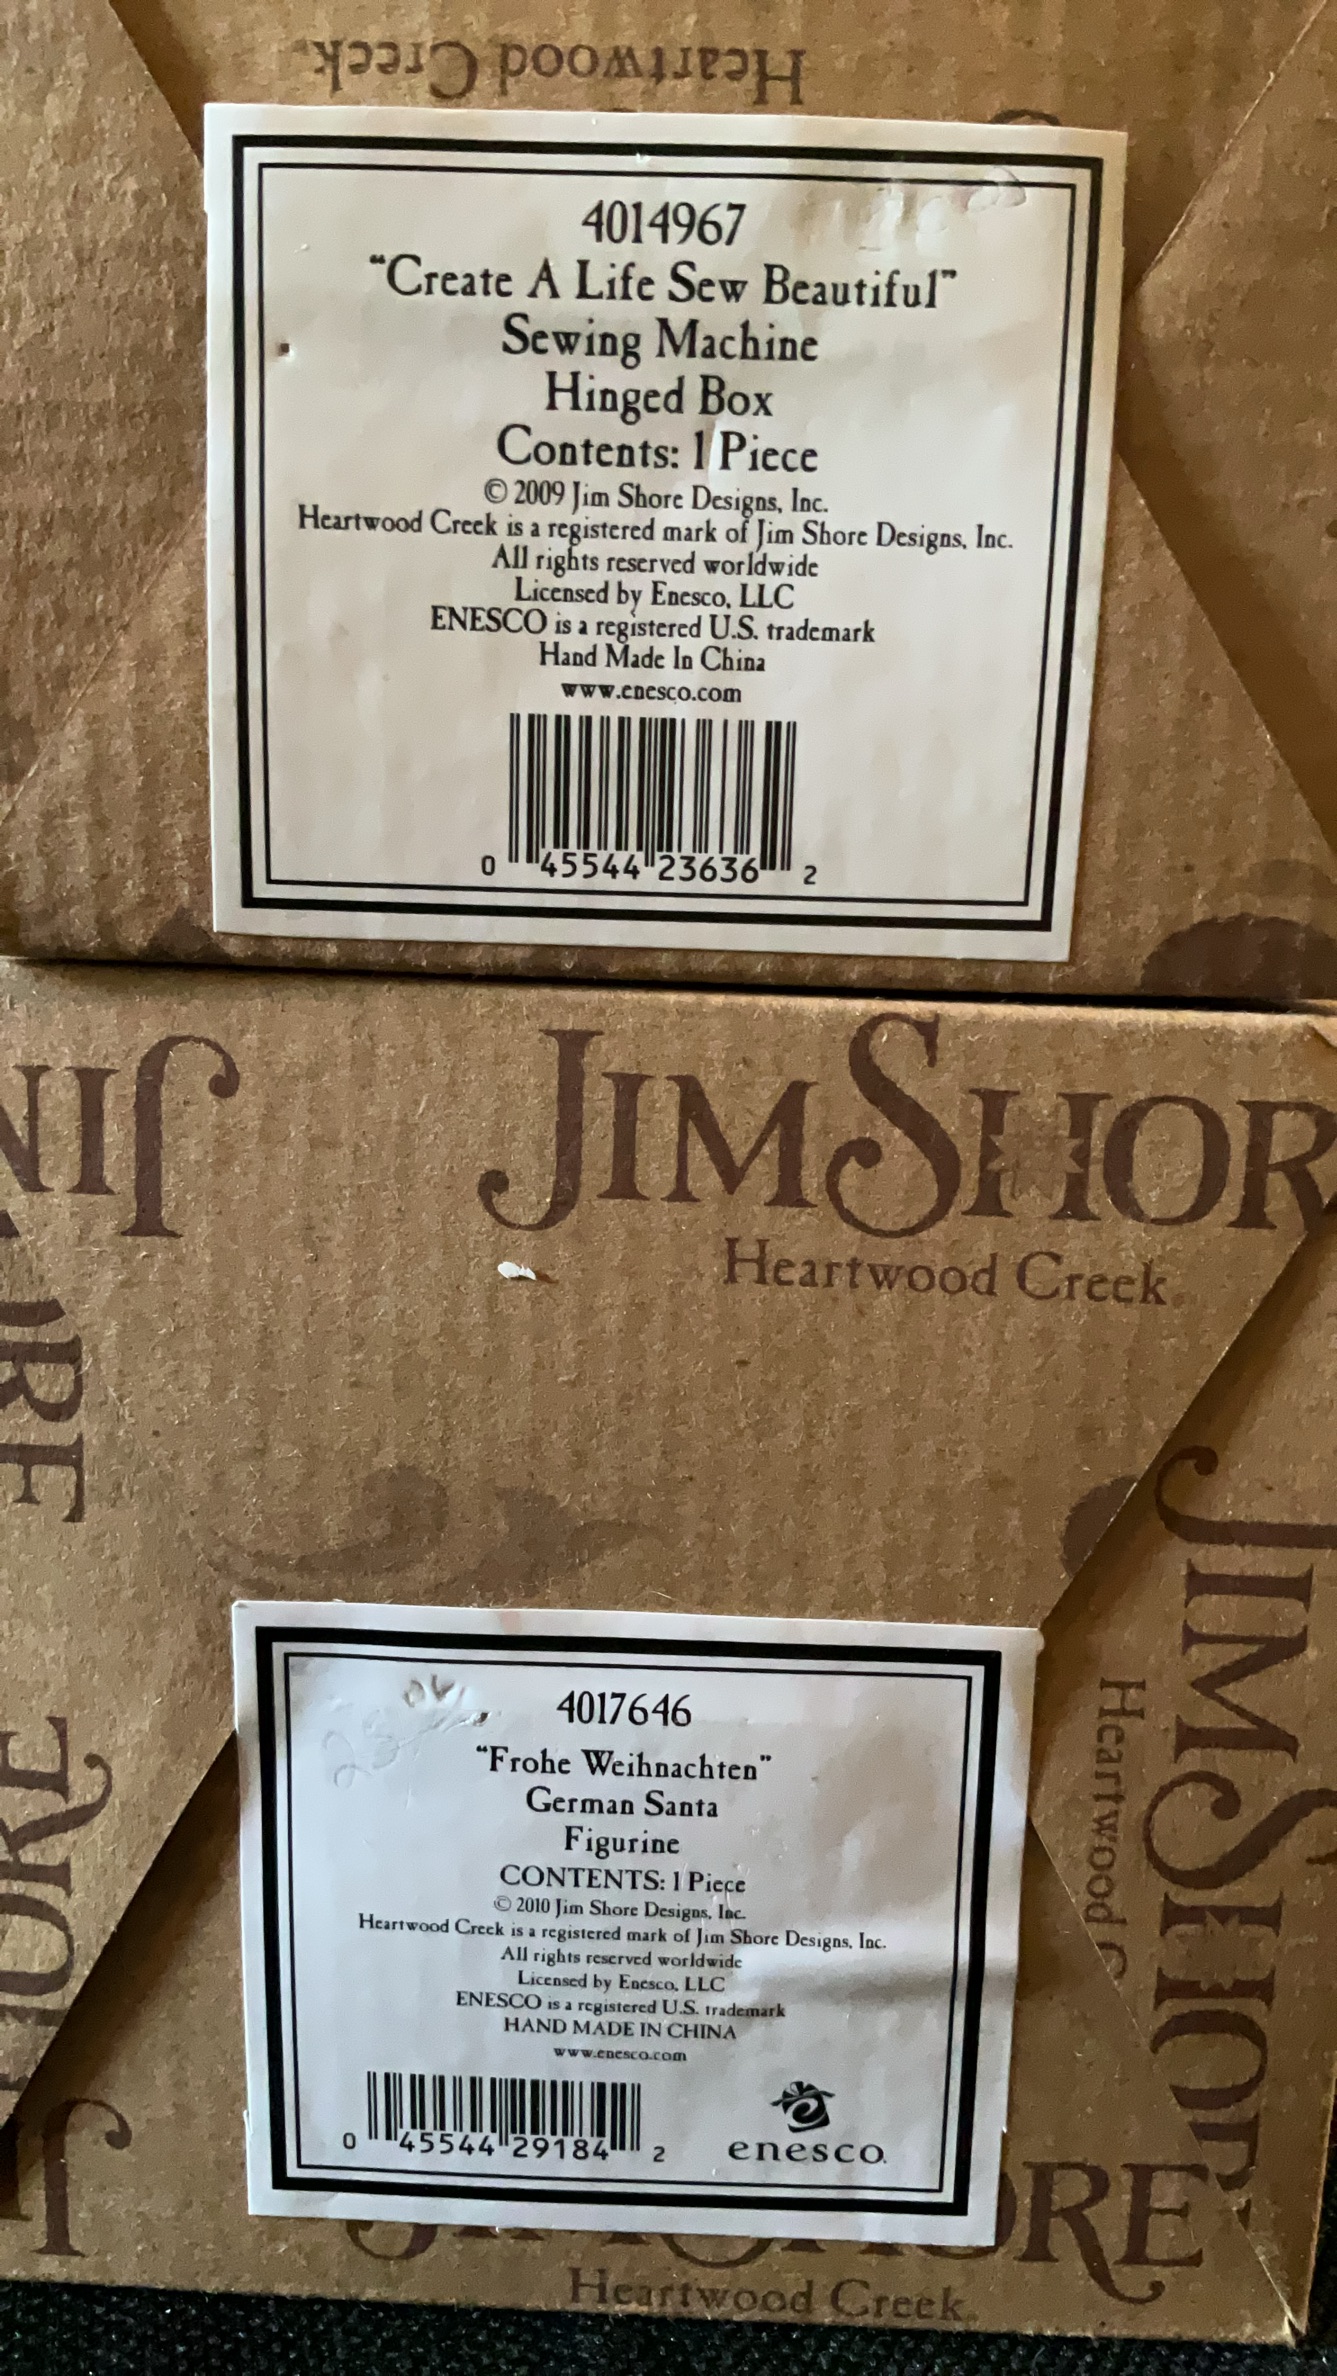 Heartwood Creek.
4014967
“Create A Life Sew Beautiful”
Sewing Machine
Hinged Box
Contents: 1 Piece
© 2009 Jim Shore Designs, Inc.
Heartwood Creek is a registered mark of Jim Shore Designs, Inc.
All rights reserved worldwide
Licensed by Enesco, LLC
ENESCO is a registered U.S. trademark
Hand Made In China
www.enesco.com
0 45544 23636 2
JIM SHOR
Heartwood Creek.
JIM SHORE
Heartwood C
4017646
“Frohe Weihnachten”
German Santa
Figurine
CONTENTS: 1 Piece
© 2010 Jim Shore Designs, Inc.
Heartwood Creek is a registered mark of Jim Shore Designs, Inc.
All rights reserved worldwide
Licensed by Enesco, LLC
ENESCO is a registered U.S. trademark
HAND MADE IN CHINA
www.enesco.com
0 45544 29184 2
enesco.
ORE
Heartwood Creek.